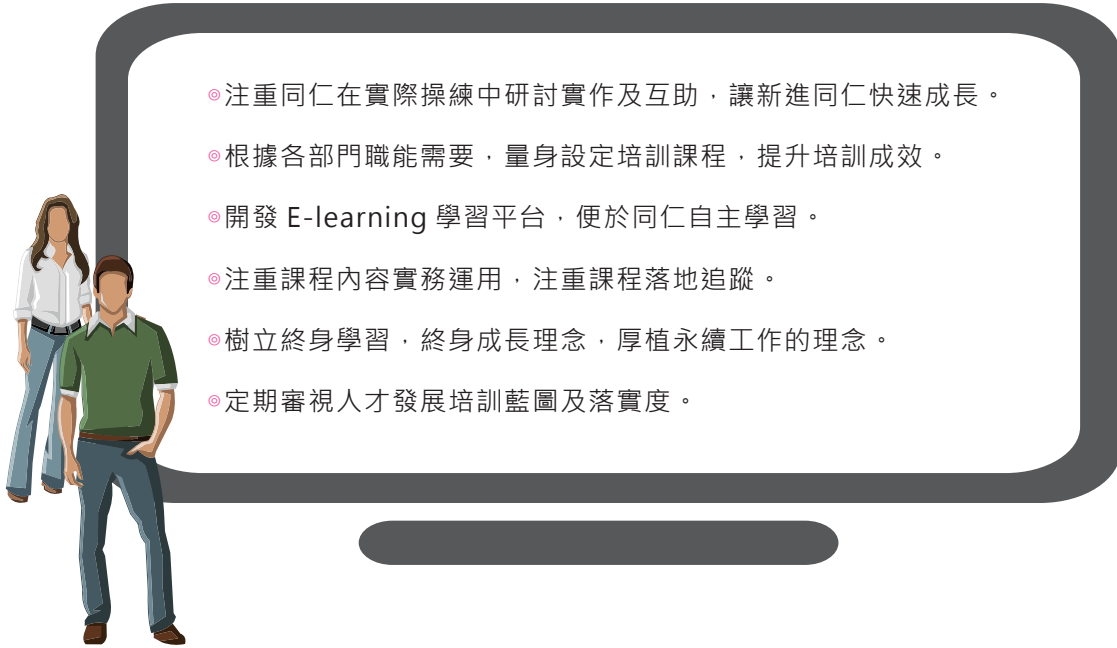 ◎注重同仁在實際操練中研討實作及互助，讓新進同仁快速成長。
◎根據各部門職能需要，量身設定培訓課程，提升培訓成效。
◎開發 E-learning 學習平台，便於同仁自主學習。
◎注重課程內容實務運用，注重課程落地追蹤。
◎樹立終身學習，終身成長理念，厚植永續工作的理念。
◎定期審視人才發展培訓藍圖及落實度。